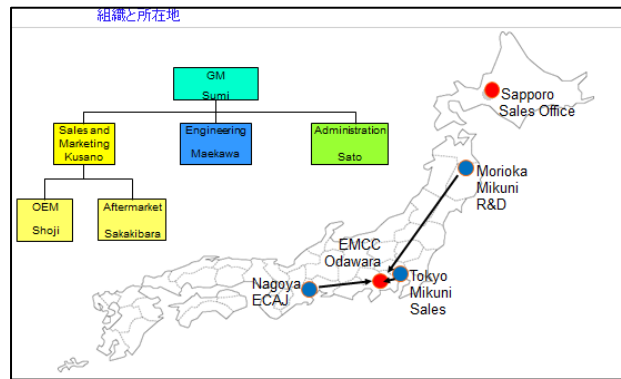 組織と所在地
GM
Sumi
Sales and
Marketing
Kusano
Engineering
Maekawa
Administration
Sato
OEM
Shoji
Aftermarket
Sakakibara
Sapporo
Sales Office
Morioka
Mikuni
R&D
EMCC
Odawara
Nagoya
ECAJ
Tokyo
Mikuni
Sales